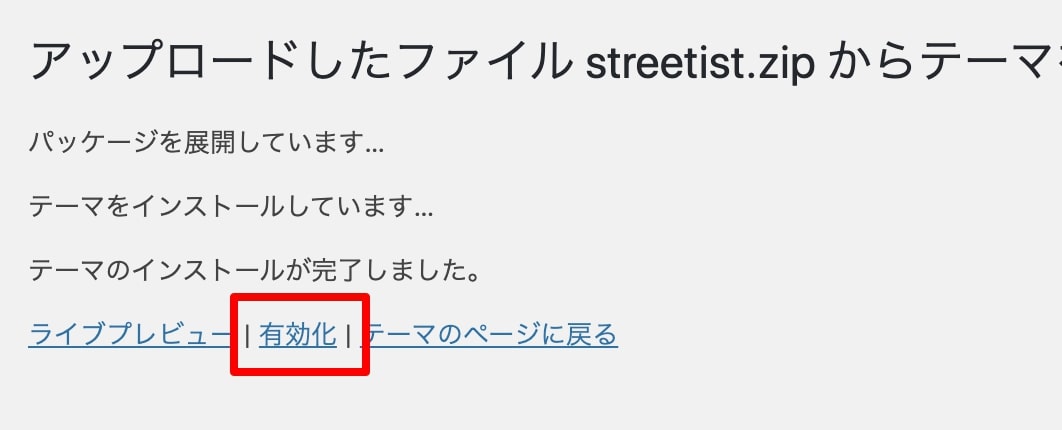 アップロードしたファイル streetist.zip からテーマ
パッケージを展開しています...
テーマをインストールしています...
テーマのインストールが完了しました。
ライブプレビュー | 有効化 | テーマのページに戻る